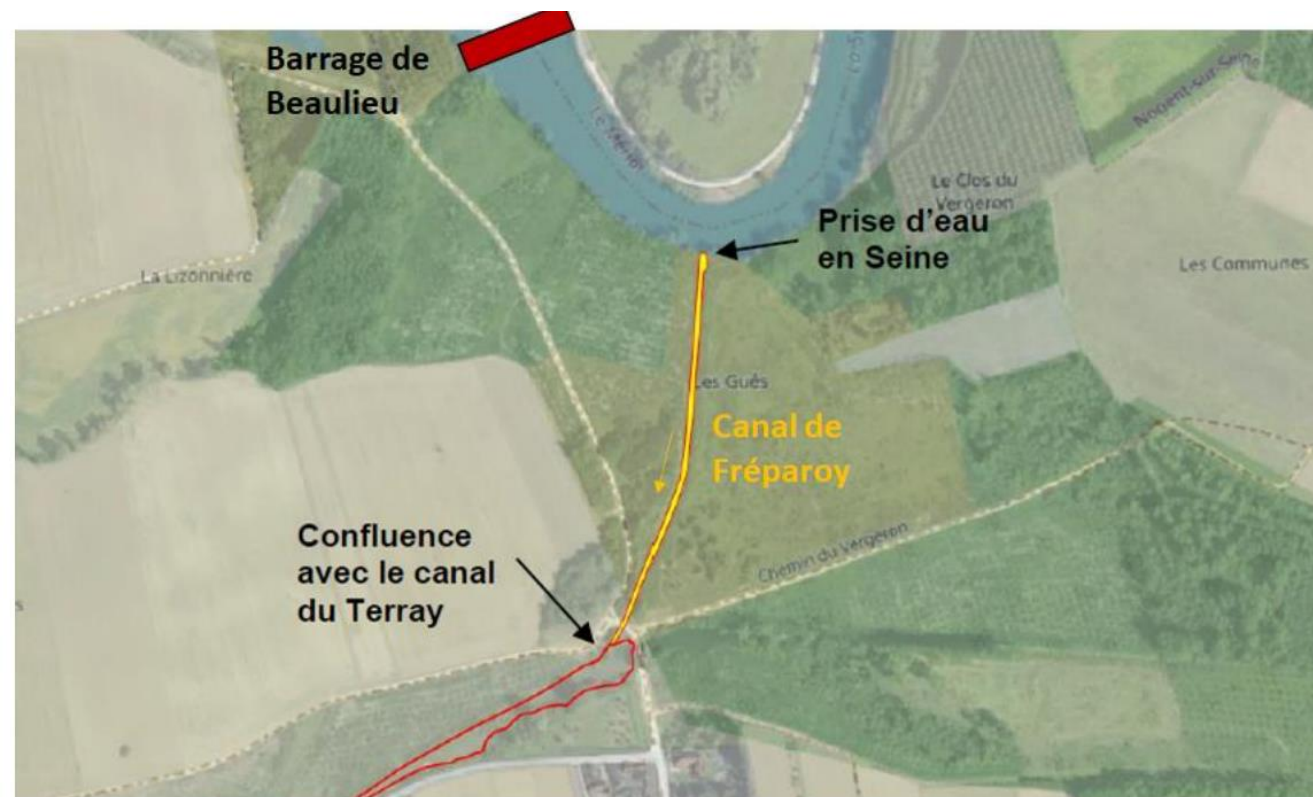 Barrage de
Beaulieu
Nogent-sur-Seine
Le Clos du
Vergeron
Prise d'eau
en Seine
La Lizonnière
Les Communes
Les Gués
Canal de
Fréparoy
Confluence
avec le canal
du Terray
Chemin du Vergeron